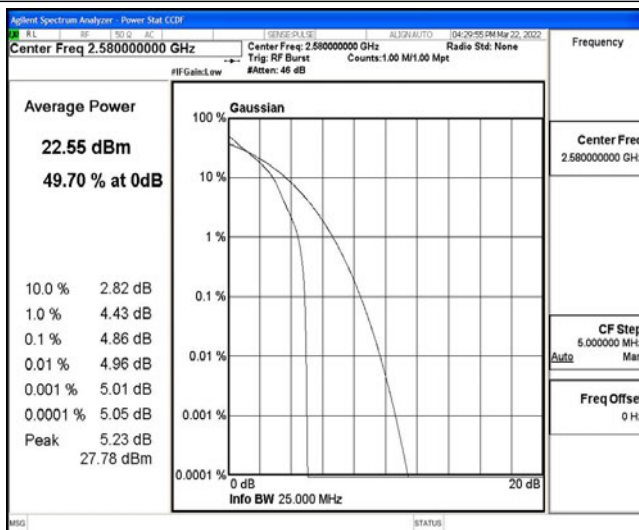 Agilent Spectrum Analyzer - Power Stat CCDF
RL RF 50 Ω AC SENSE:PULSE ALIGN AUTO 04:29:55 PM Mar 22, 2022
Center Freq 2.580000000 GHz
Center Freq: 2.580000000 GHz Radio Std: None
Trig: RF Burst Counts:1.00 M/1.00 Mpt
#IFGain:Low #Atten: 46 dB
Frequency
Average Power
22.55 dBm
49.70 % at 0dB
10.0 % 2.82 dB
1.0 % 4.43 dB
0.1 % 4.86 dB
0.01 % 4.96 dB
0.001 % 5.01 dB
0.0001 % 5.05 dB
Peak 5.23 dB
27.78 dBm
Gaussian
100 %
10 %
1 %
0.1 %
0.01 %
0.001 %
0.0001 %
0 dB 20 dB
Info BW 25.000 MHz
Center Freq
2.580000000 GHz
CF Step
5.000000 MHz
Auto Man
Freq Offse
0 Hz
MSG STATUS